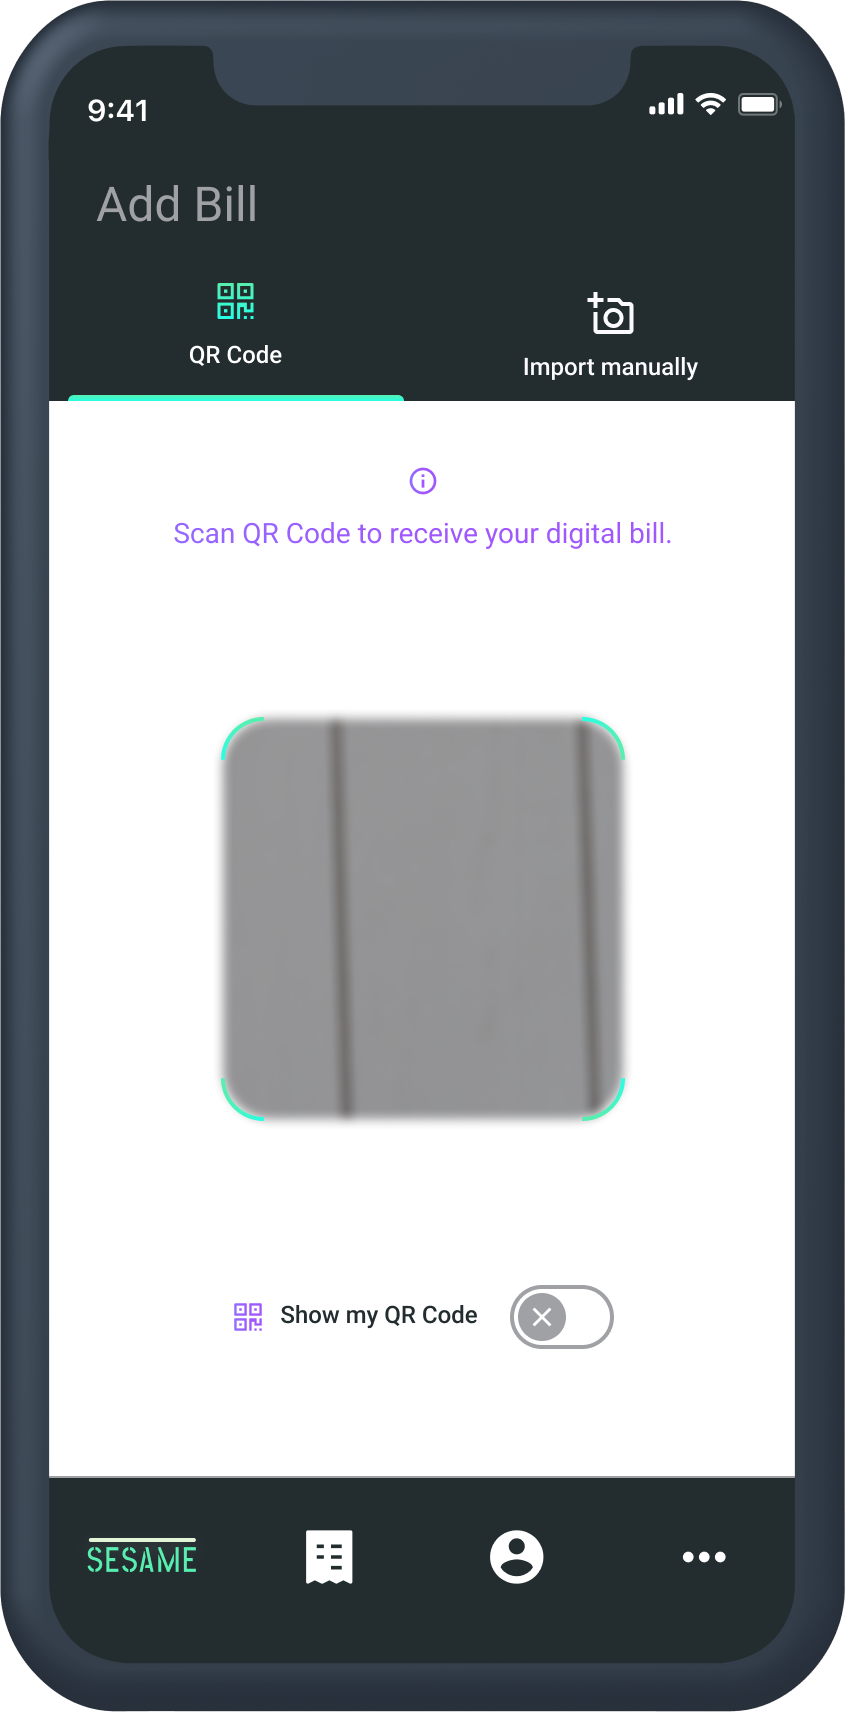 9:41
Add Bill
QR Code
Import manually
Scan QR Code to receive your digital bill.
Show my QR Code
SESAME